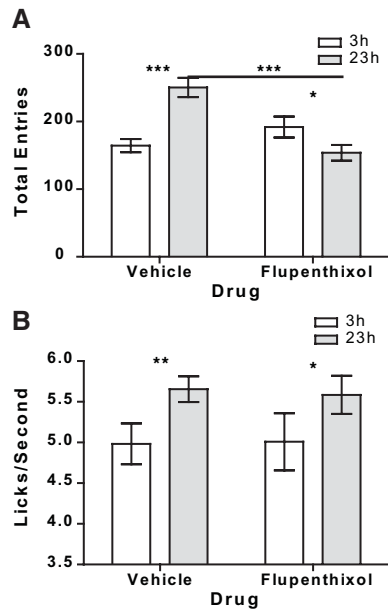 A
3h
23h
*** ***
*
300
200
100
0
Total Entries
Vehicle Flupenthixol
Drug
B
3h
23h
** *
6.0
5.5
5.0
4.5
4.0
3.5
Licks/Second
Vehicle Flupenthixol
Drug